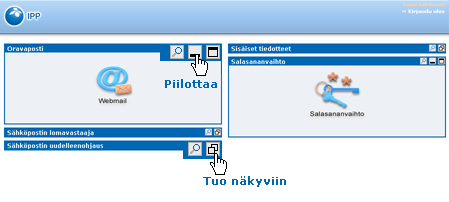 IPP
Kirjaudu ulos
Oravaposti
Webmail
Piilottaa
Sähköpostin lomavastaaja
Sähköpostin uudelleenohjaus
Tuo näkyviin
Sisäiset tiedotteet
Salasananvaihto
Salasananvaihto